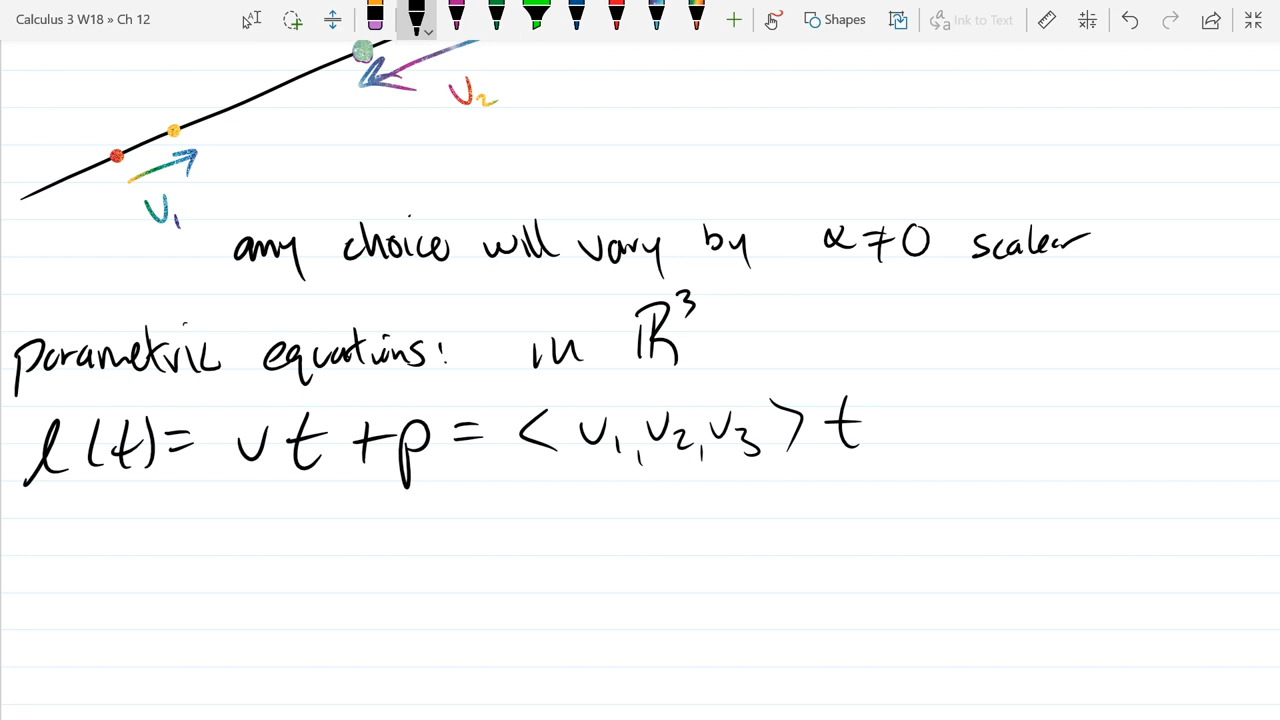 Calculus 3 W18 » Ch 12
Shapes
Ink to Text
v₂
v₁
any choice will vary by α≠0 scalar
parametric equations: in ℝ³
l(t) = vt + p = <v₁, v₂, v₃> t